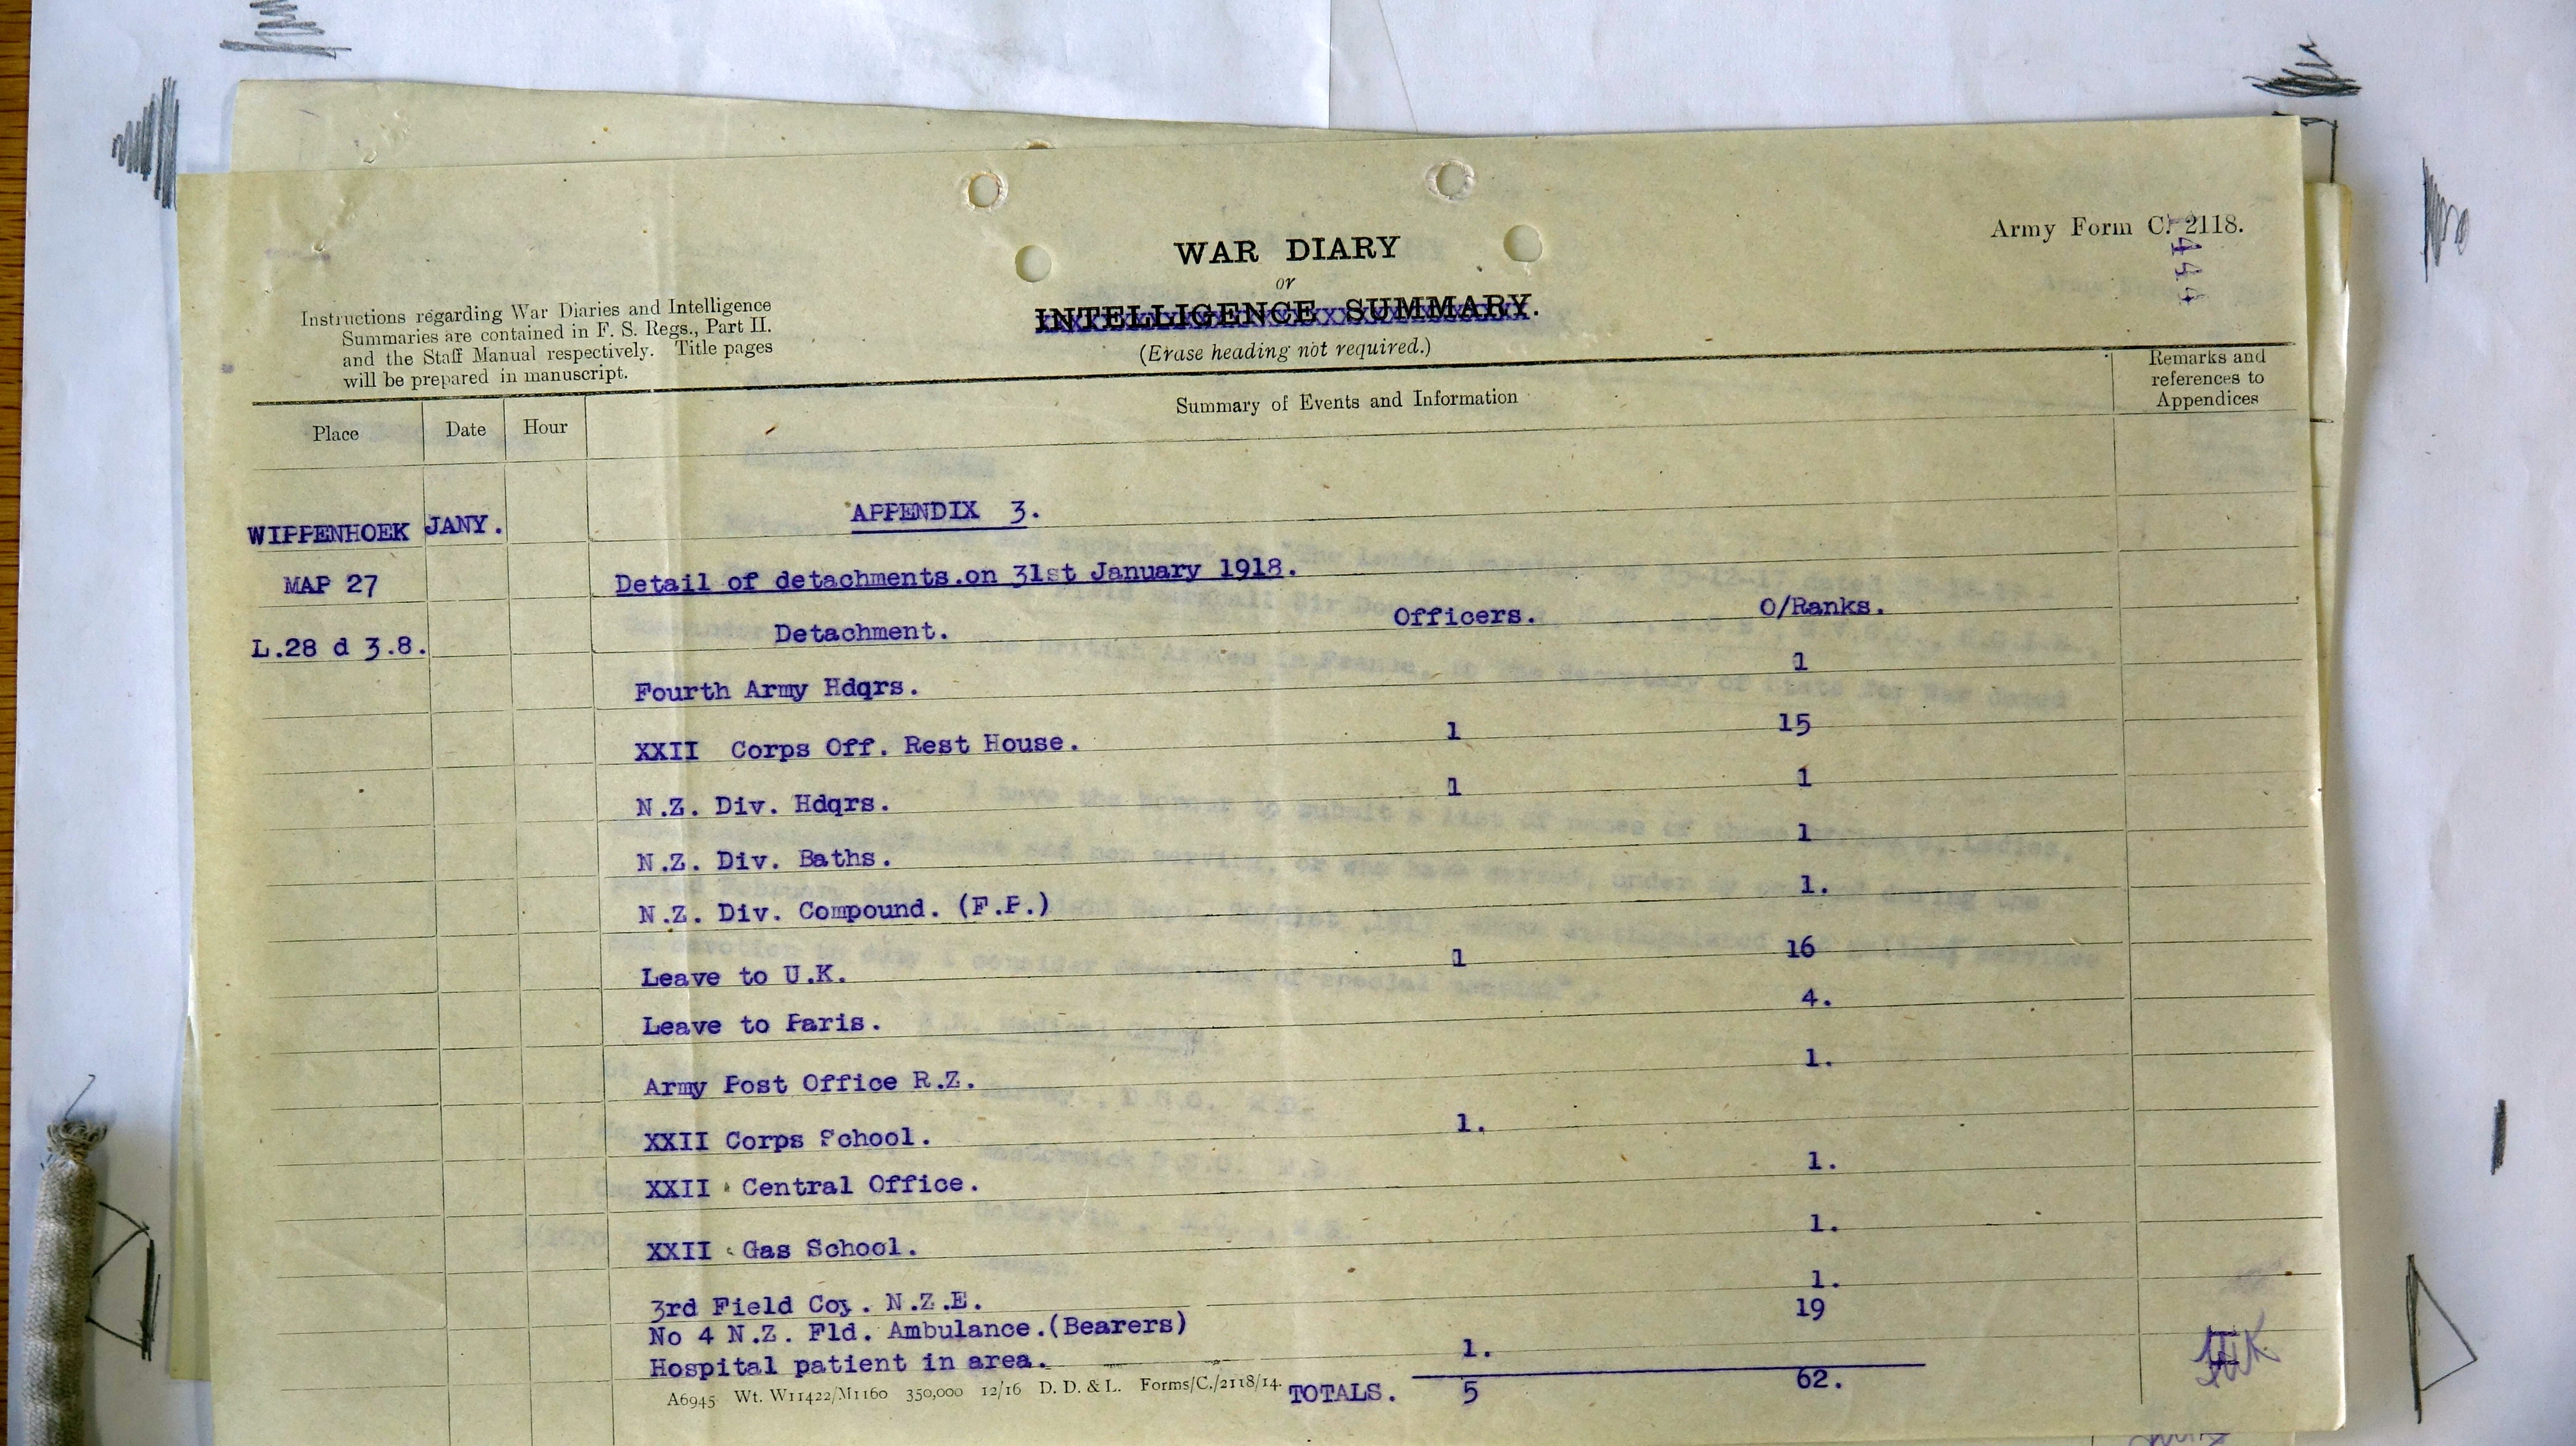 Army Form C. 2118.
444
WAR DIARY
or
INTELLIGENCE SUMMARY.
(Erase heading not required.)
Instructions regarding War Diaries and Intelligence
Summaries are contained in F. S. Regs., Part II.
and the Staff Manual respectively. Title pages
will be prepared in manuscript.
Place Date Hour Summary of Events and Information Remarks and
references to
Appendices
WIPPENHOEK JANY. APPENDIX 3.
MAP 27 Detail of detachments.on 31st January 1918.
L.28 d 3.8. Detachment. Officers. O/Ranks.
Fourth Army Hdqrs. 1
XXII Corps Off. Rest House. 1 15
N.Z. Div. Hdqrs. 1 1
N.Z. Div. Baths. 1
N.Z. Div. Compound. (F.P.) 1.
Leave to U.K. 1 16
Leave to Paris. 4.
Army Post Office R.Z. 1.
XXII Corps School. 1.
XXII Central Office. 1.
XXII Gas School. 1.
3rd Field Coy. N.Z.E. 1.
No 4 N.Z. Fld. Ambulance.(Bearers) 19
Hospital patient in area. 1.
TOTALS. 5 62.
A6945 Wt. W11422/M1160 350,000 12/16 D. D. & L. Forms/C./2118/14.